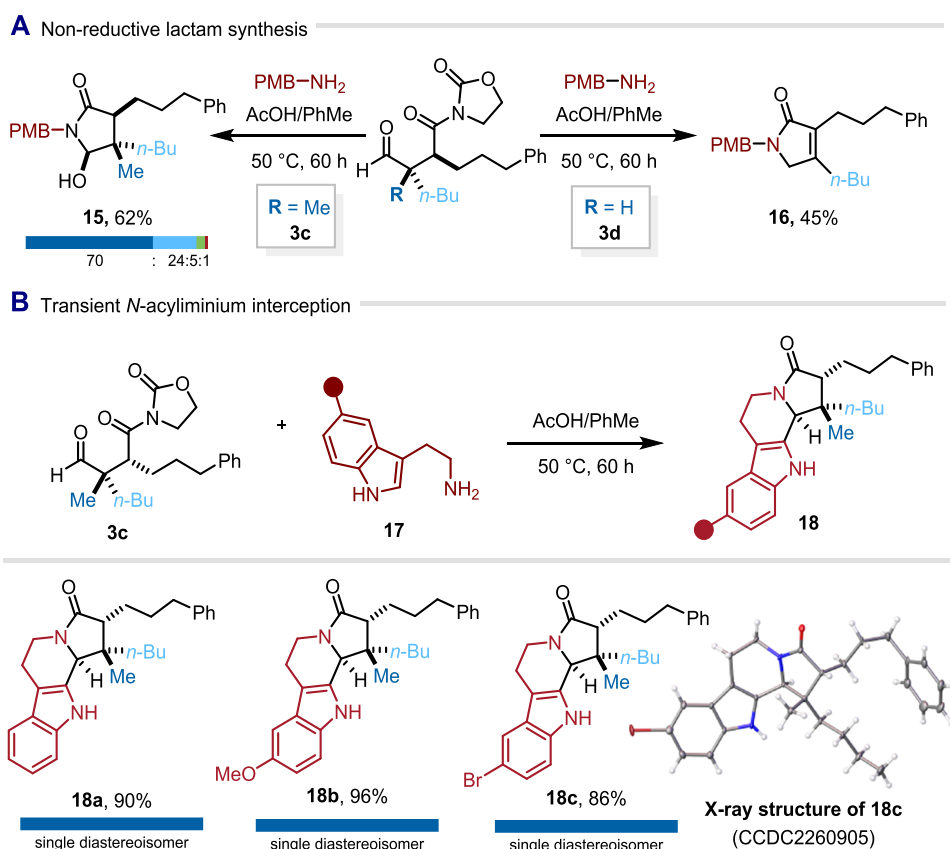 A Non-reductive lactam synthesis
O
Ph
PMB N
n-Bu
Me
HO
15, 62%
70 : 24:5:1
PMB–NH2
AcOH/PhMe
50 °C, 60 h
R = Me
3c
O
O
N
O
O
H
Ph
R
n-Bu
PMB–NH2
AcOH/PhMe
50 °C, 60 h
R = H
3d
O
Ph
PMB N
n-Bu
16, 45%
B Transient N-acyliminium interception
O
O
N
O
O
H
Ph
Me
n-Bu
3c
+
HN
NH2
17
AcOH/PhMe
50 °C, 60 h
O
Ph
N
n-Bu
H
Me
NH
18
O
Ph
N
n-Bu
H
Me
NH
18a, 90%
single diastereoisomer
O
Ph
N
n-Bu
H
Me
NH
MeO
18b, 96%
single diastereoisomer
O
Ph
N
n-Bu
H
Me
NH
Br
18c, 86%
single diastereoisomer
X-ray structure of 18c
(CCDC2260905)